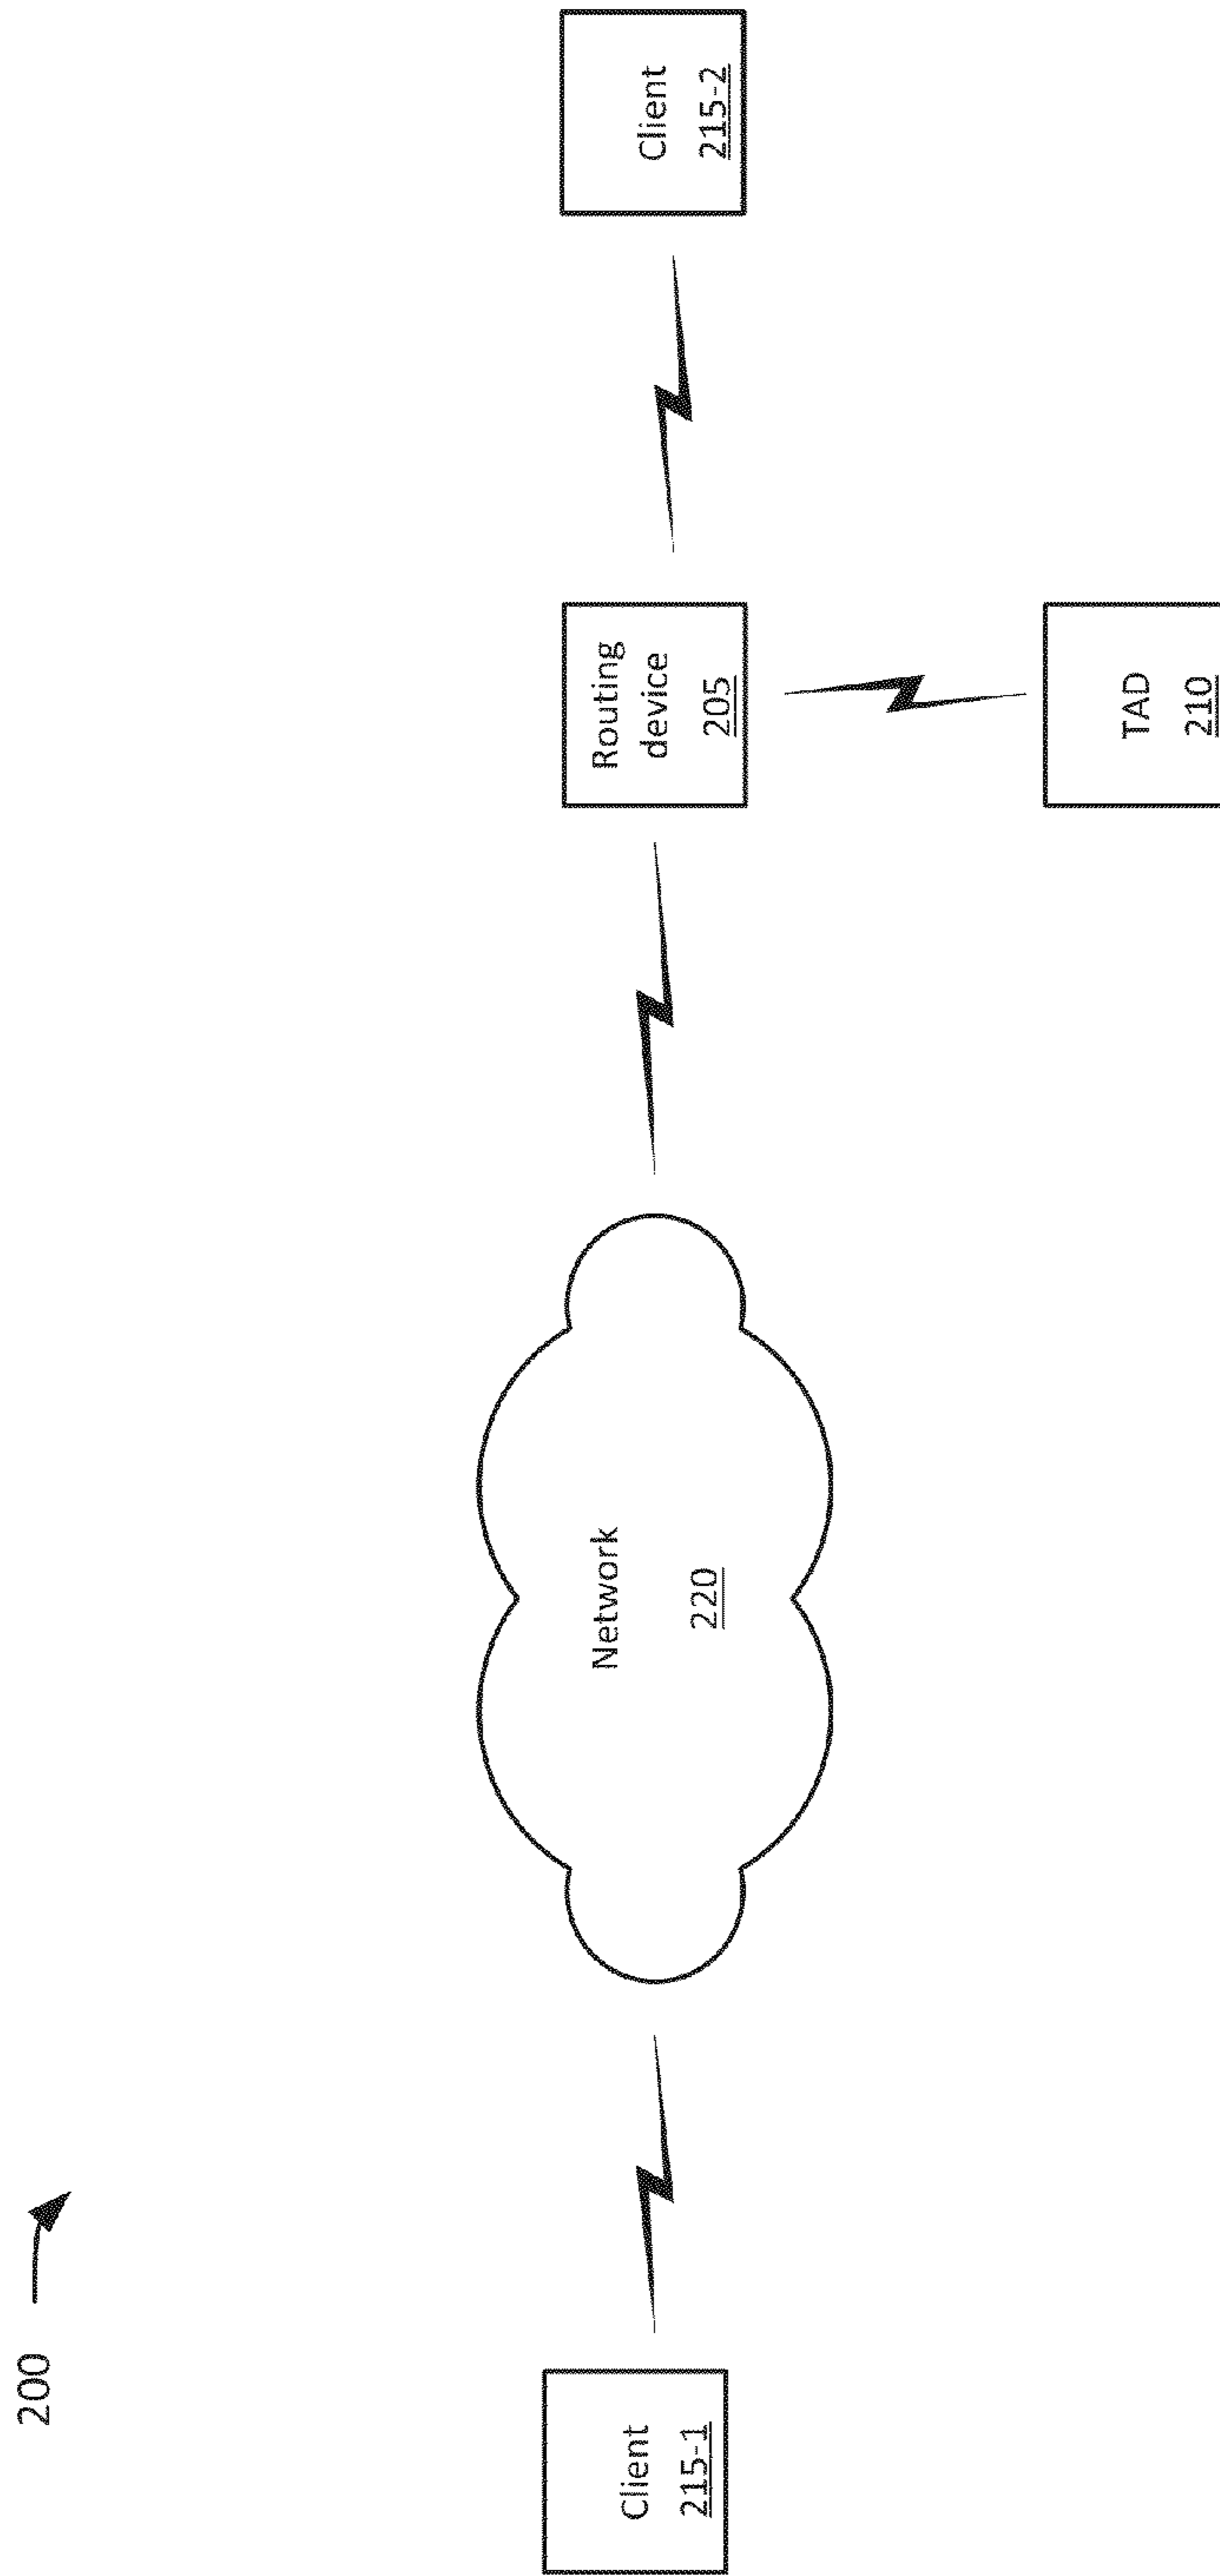 200
Client
215-1
Network
220
Routing
device
205
TAD
210
Client
215-2